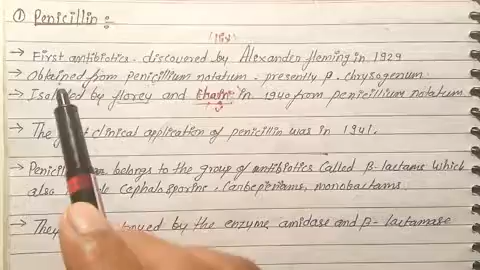 ① Penicillin :-
→ First antibiotics discovered by Alexander fleming in 1929
→ Obtained from penicillium notatum - presently P. chrysogenum.
→ Isolated by florey and Chain in 1940 from penicillium notatum
→ The clinical application of penicillin was in 1941.
→ belongs to the group of antibiotics Called β-lactams which
also Cephalosporins, Carbapenams, monobactams.
→ They by the enzyme amidase and β-lactamase